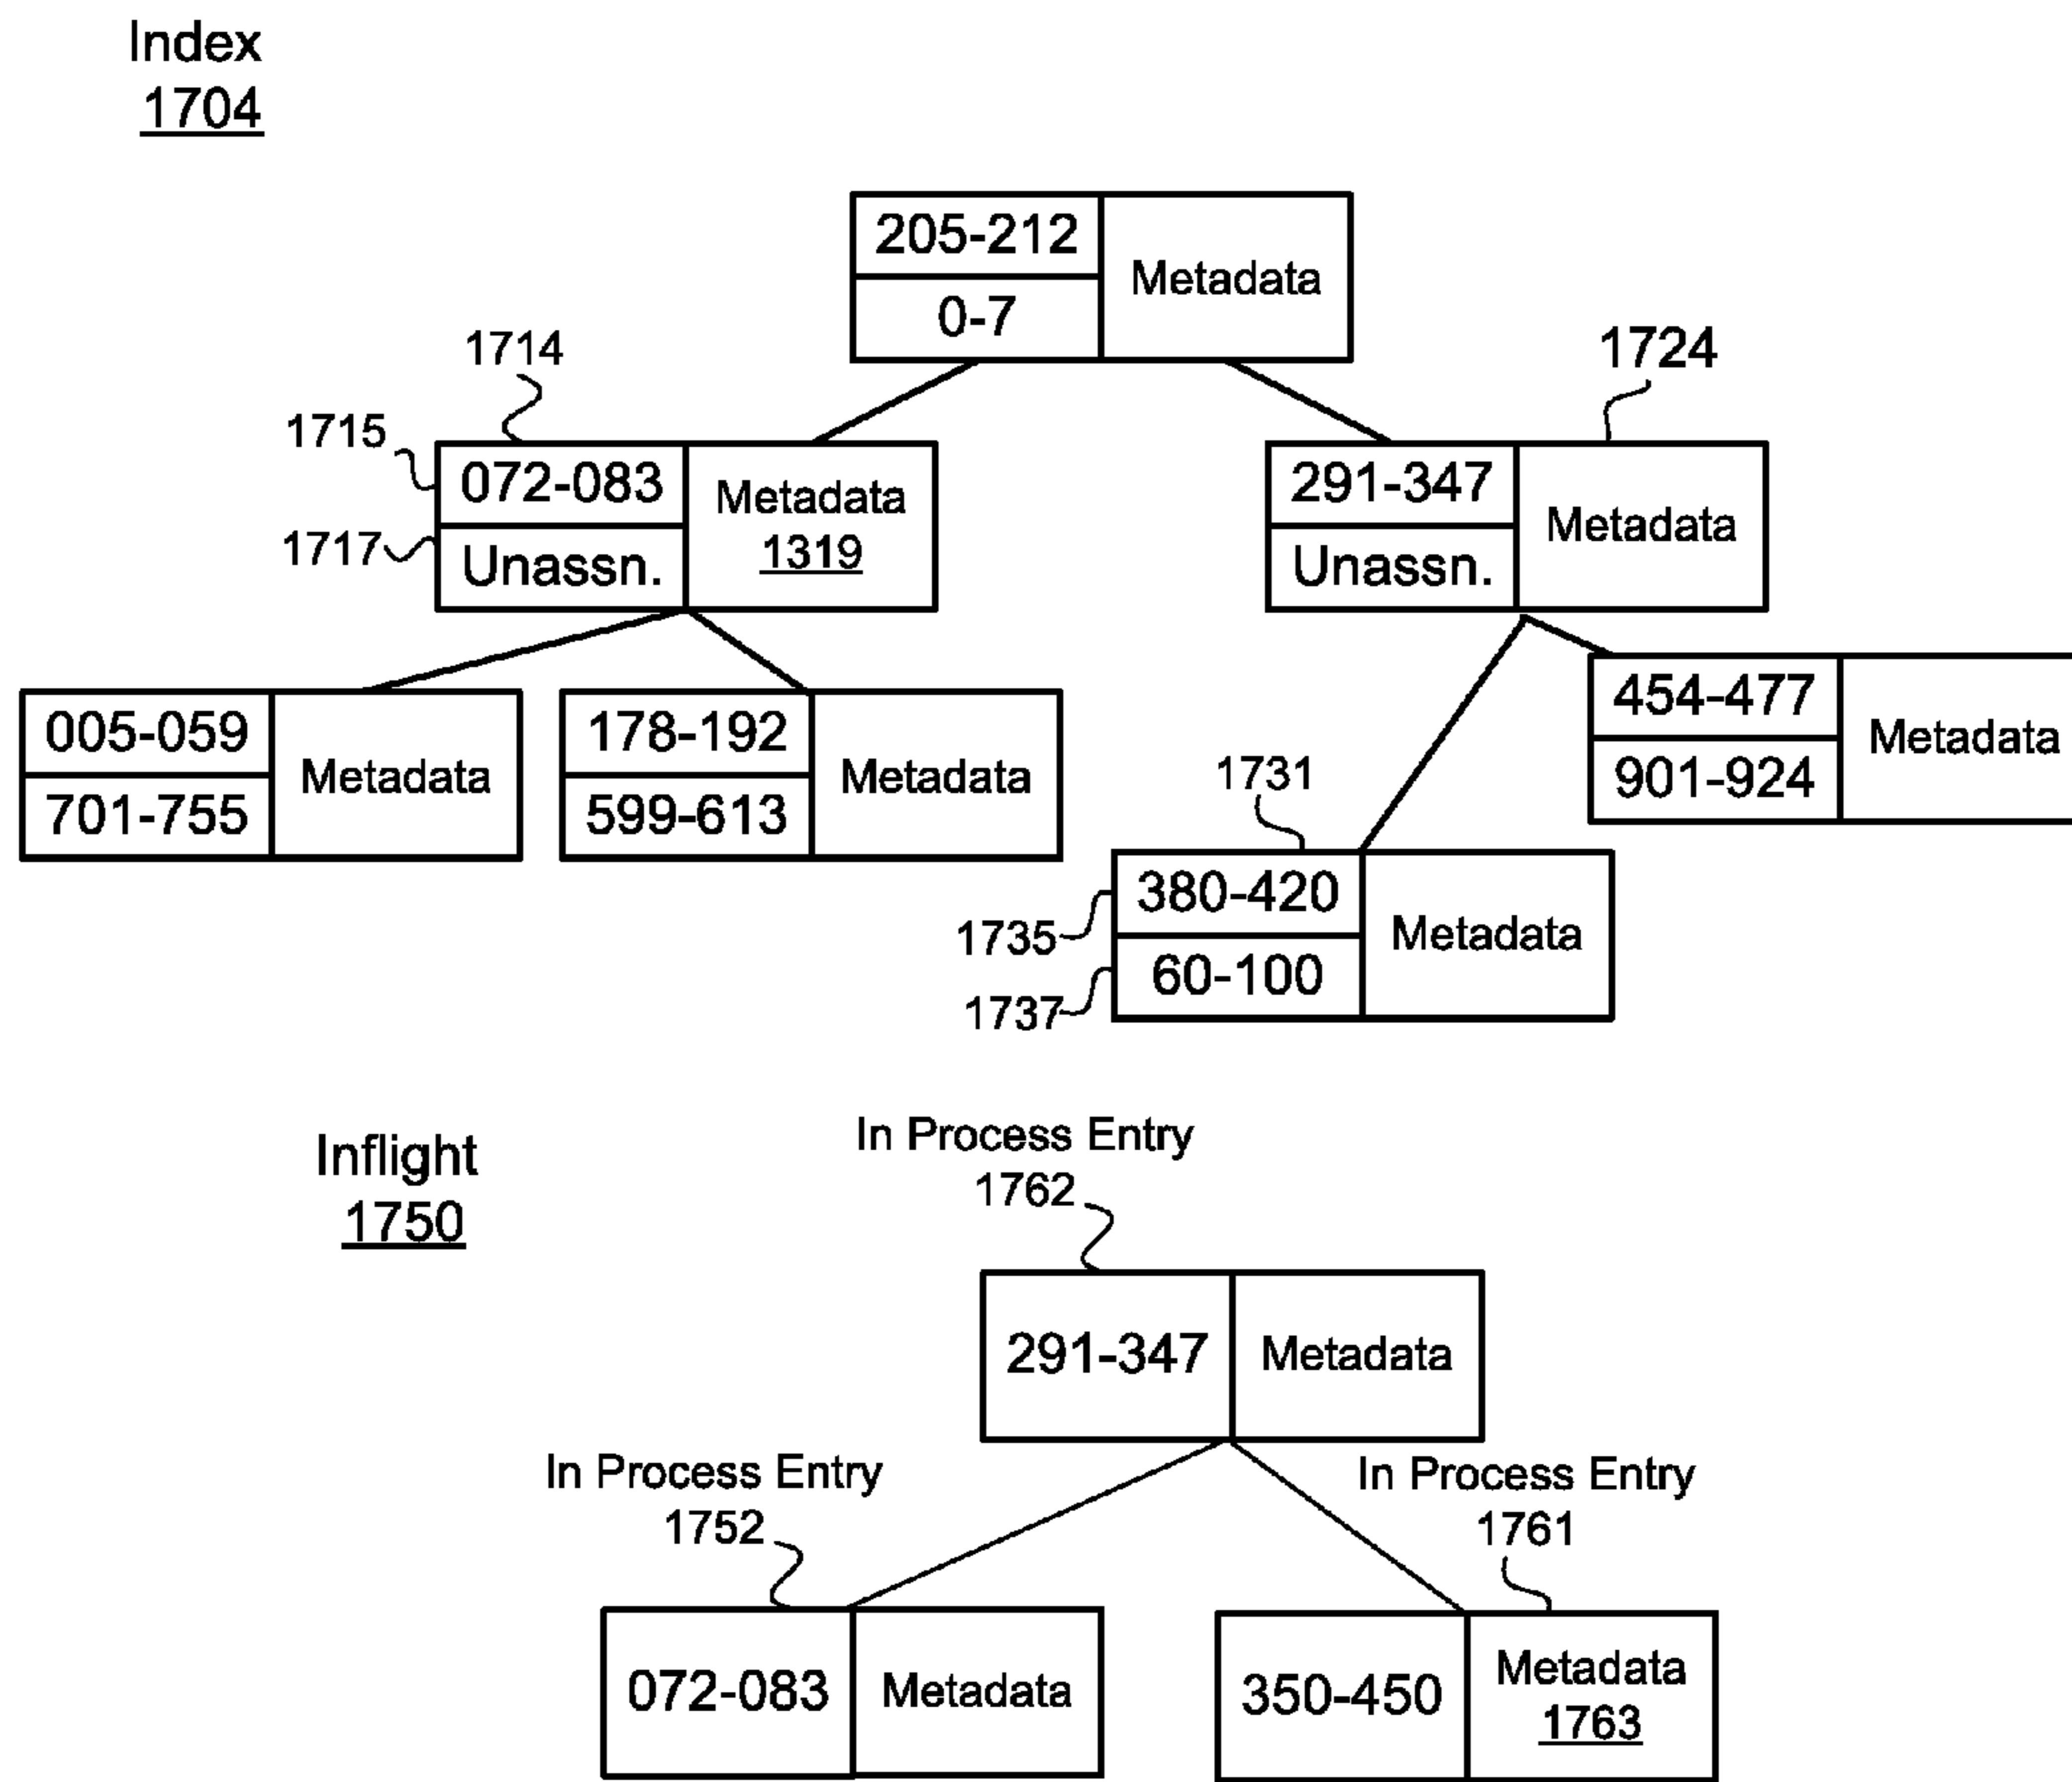 Index
1704
205-212
Metadata
0-7
1714
1724
1715
072-083
Metadata
1319
1717
Unassn.
291-347
Metadata
Unassn.
005-059
Metadata
701-755
178-192
Metadata
599-613
454-477
Metadata
901-924
1731
380-420
Metadata
1735
60-100
1737
Inflight
1750
In Process Entry
1762
291-347
Metadata
In Process Entry
1752
In Process Entry
1761
072-083
Metadata
350-450
Metadata
1763